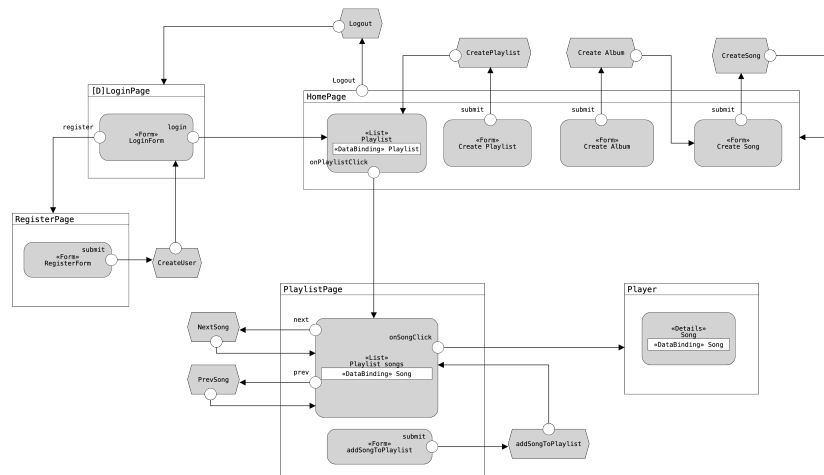 Logout
CreatePlaylist
Create Album
CreateSong
Logout
[D]LoginPage
HomePage
register
login
«Form»
LoginForm
«List»
Playlist
«DataBinding» Playlist
onPlaylistClick
submit
«Form»
Create Playlist
submit
«Form»
Create Album
submit
«Form»
Create Song
RegisterPage
submit
«Form»
RegisterForm
CreateUser
PlaylistPage
Player
NextSong
next
onSongClick
«List»
Playlist songs
«DataBinding» Song
prev
PrevSong
«Details»
Song
«DataBinding» Song
submit
«Form»
addSongToPlaylist
addSongToPlaylist